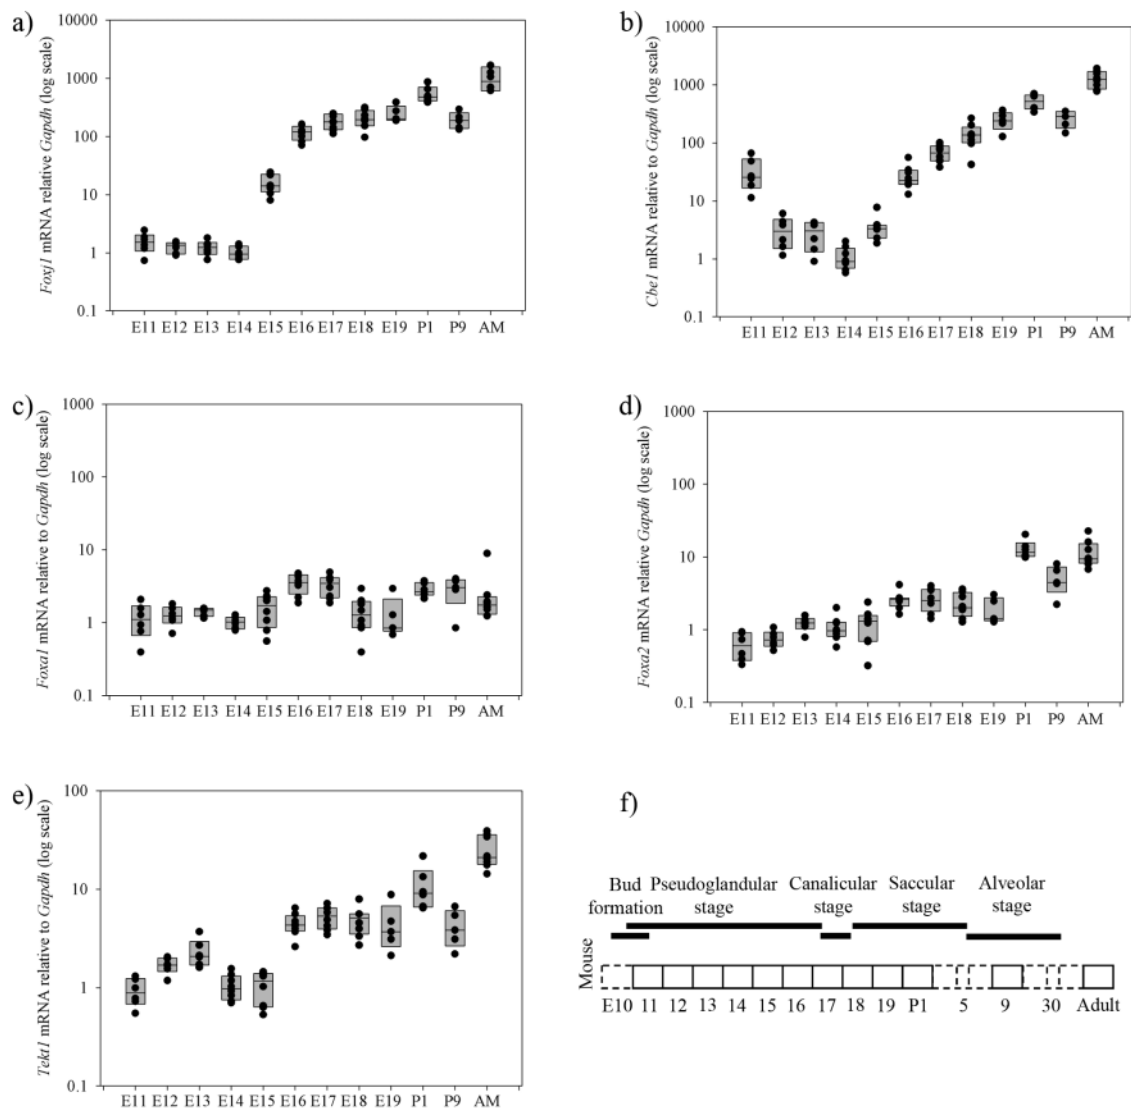 a)
Foxj1 mRNA relative Gapdh (log scale)
10000
1000
100
10
1
0.1
E11 E12 E13 E14 E15 E16 E17 E18 E19 P1 P9 AM
b)
Cbe1 mRNA relative to Gapdh (log scale)
10000
1000
100
10
1
0.1
E11 E12 E13 E14 E15 E16 E17 E18 E19 P1 P9 AM
c)
Foxa1 mRNA relative to Gapdh (log scale)
1000
100
10
1
0.1
E11 E12 E13 E14 E15 E16 E17 E18 E19 P1 P9 AM
d)
Foxa2 mRNA relative Gapdh (log scale)
1000
100
10
1
0.1
E11 E12 E13 E14 E15 E16 E17 E18 E19 P1 P9 AM
e)
Tekt1 mRNA relative to Gapdh (log scale)
100
10
1
0.1
E11 E12 E13 E14 E15 E16 E17 E18 E19 P1 P9 AM
f)
Bud Pseudoglandular Canalicular Saccular Alveolar
formation stage stage stage stage
Mouse
E10 11 12 13 14 15 16 17 18 19 P1 5 9 30 Adult